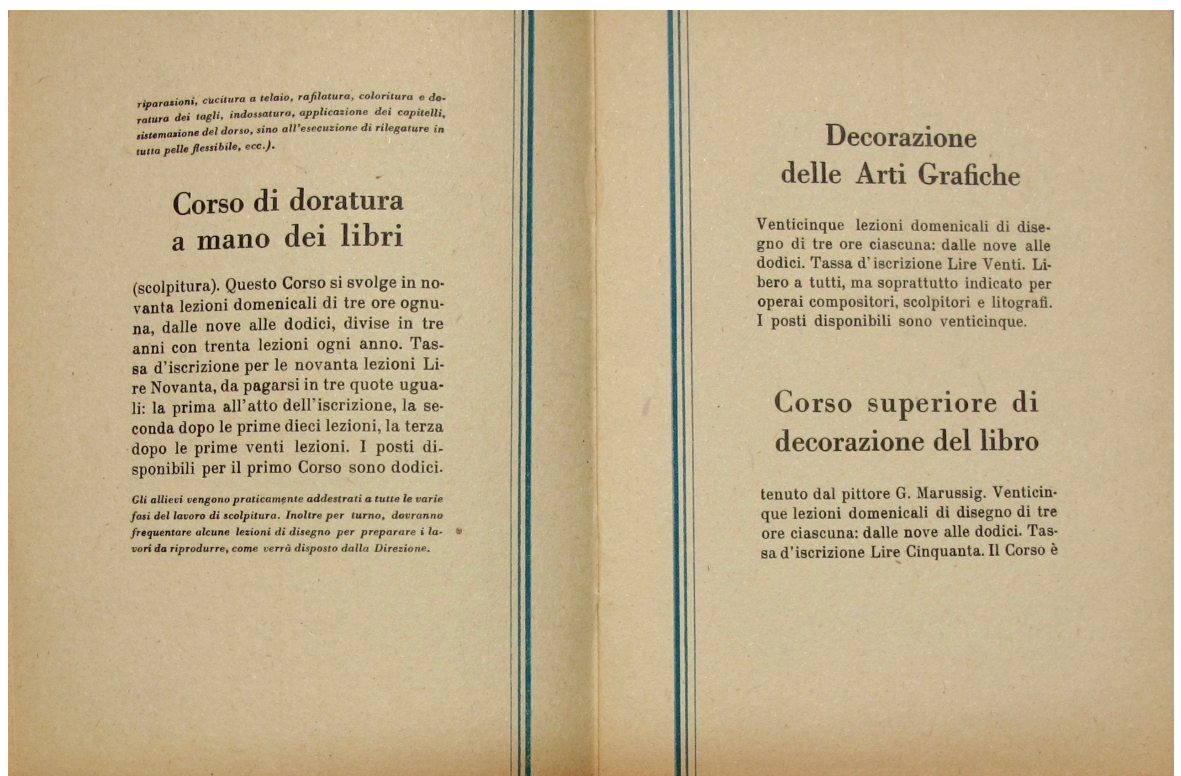 riparazioni, cucitura a telaio, rafilatura, coloritura e do-
ratura dei tagli, indossatura, applicazione dei capitelli,
sistemazione del dorso, sino all'esecuzione di rilegature in
tutta pelle flessibile, ecc.).
Corso di doratura
a mano dei libri
(scolpitura). Questo Corso si svolge in no-
vanta lezioni domenicali di tre ore ognu-
na, dalle nove alle dodici, divise in tre
anni con trenta lezioni ogni anno. Tas-
sa d'iscrizione per le novanta lezioni Li-
re Novanta, da pagarsi in tre quote ugua-
li: la prima all'atto dell'iscrizione, la se-
conda dopo le prime dieci lezioni, la terza
dopo le prime venti lezioni. I posti di-
sponibili per il primo Corso sono dodici.
Gli allievi vengono praticamente addestrati a tutte le varie
fasi del lavoro di scolpitura. Inoltre per turno, dovranno
frequentare alcune lezioni di disegno per preparare i la-
vori da riprodurre, come verrà disposto dalla Direzione.
Decorazione
delle Arti Grafiche
Venticinque lezioni domenicali di dise-
gno di tre ore ciascuna: dalle nove alle
dodici. Tassa d'iscrizione Lire Venti. Li-
bero a tutti, ma soprattutto indicato per
operai compositori, scolpitori e litografi.
I posti disponibili sono venticinque.
Corso superiore di
decorazione del libro
tenuto dal pittore G. Marussig. Venticin-
que lezioni domenicali di disegno di tre
ore ciascuna: dalle nove alle dodici. Tas-
sa d'iscrizione Lire Cinquanta. Il Corso è